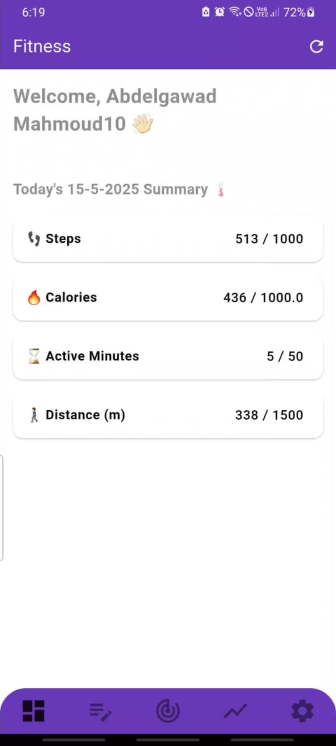 6:19
72%
Fitness
Welcome, Abdelgawad
Mahmoud10 👋🏻
Today's 15-5-2025 Summary 🌡️
👣 Steps 513 / 1000
🔥 Calories 436 / 1000.0
⏳ Active Minutes 5 / 50
🚶 Distance (m) 338 / 1500